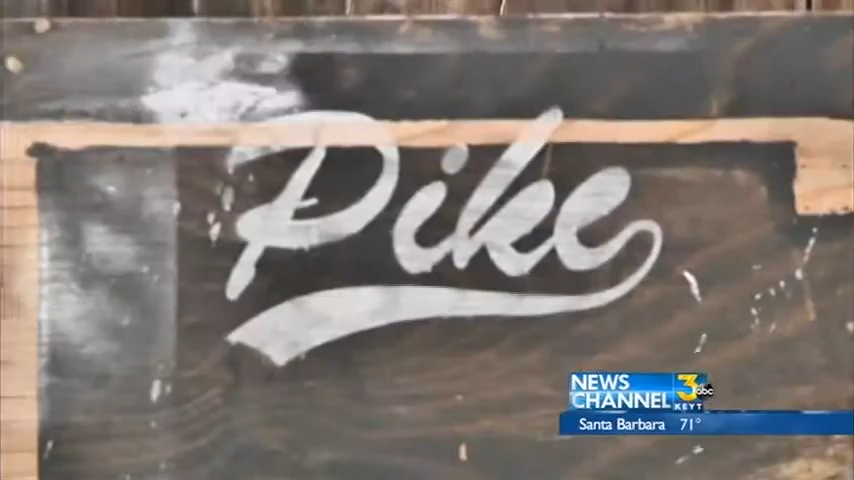 Pike
NEWS
CHANNEL 3 abc
KEYT
Santa Barbara 71°